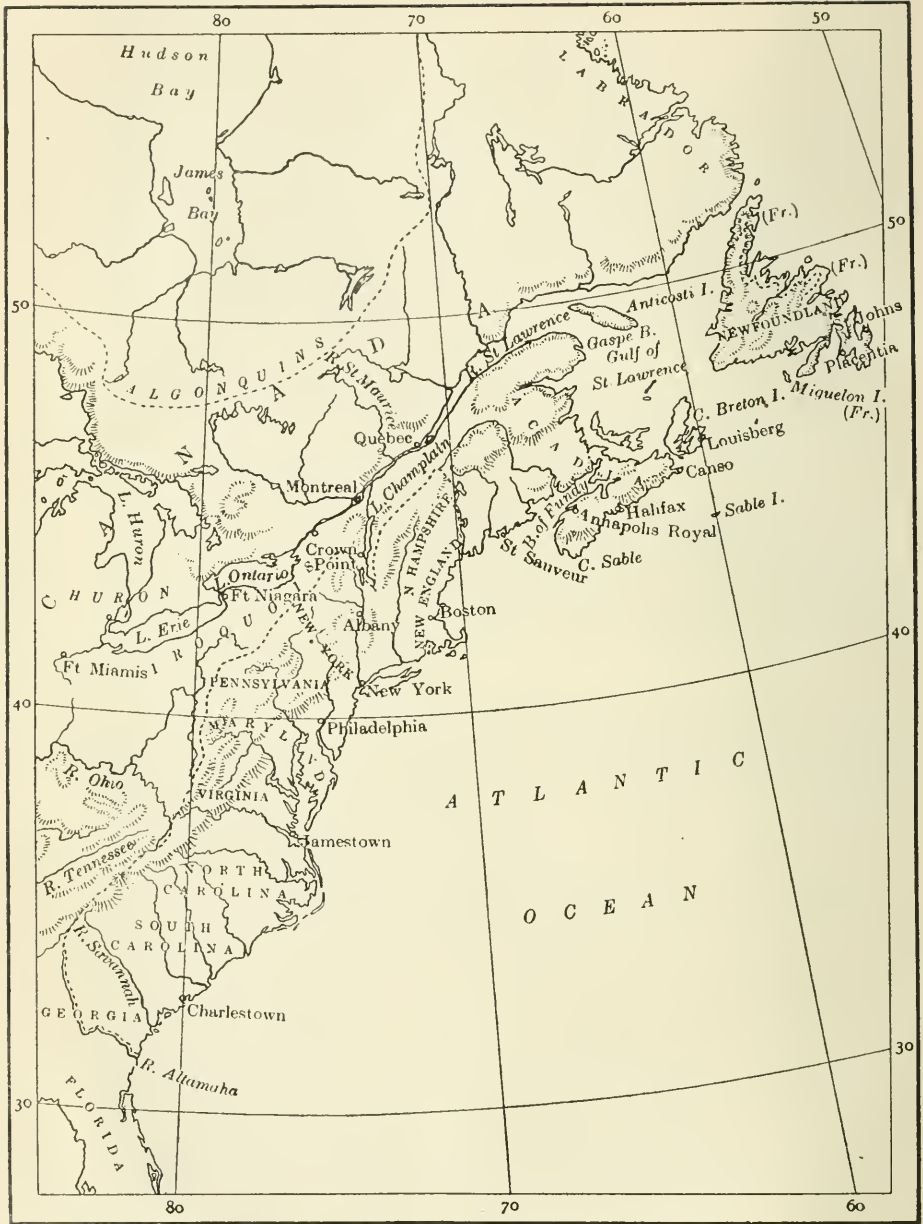 80 70 60 50
Hudson
Bay
LABRADOR
James
Bay
50
(Fr.)
(Fr.)
50
Anticosti I.
NEWFOUNDLAND
Johns
R. St Lawrence
Gaspe B.
Placentia
ALGONQUINS
Gulf of
St Lawrence
Miquelon I.
(Fr.)
R. St. Maurice
C. Breton I.
CANADA
ACADIA
Quebec
Louisberg
L. Champlain
Canso
Montreal
B. of Fundy
Halifax
Sable I.
L. Huron
Annapolis Royal
N HAMPSHIRE
St
Sauveur
C. Sable
Crown
Point
L. Ontario
NEW ENGLAND
HURON
Ft Niagara
Boston
Albany
L. Erie
IROQUOIS
NEW YORK
40
Ft Miamis
PENNSYLVANIA
New York
40
MARYLD
Philadelphia
R. Ohio
VIRGINIA
ATLANTIC
Jamestown
R. Tennessee
NORTH
CAROLINA
OCEAN
SOUTH
CAROLINA
R. Savannah
GEORGIA
Charlestown
30
R. Altamuha
30
FLORIDA
80 70 60